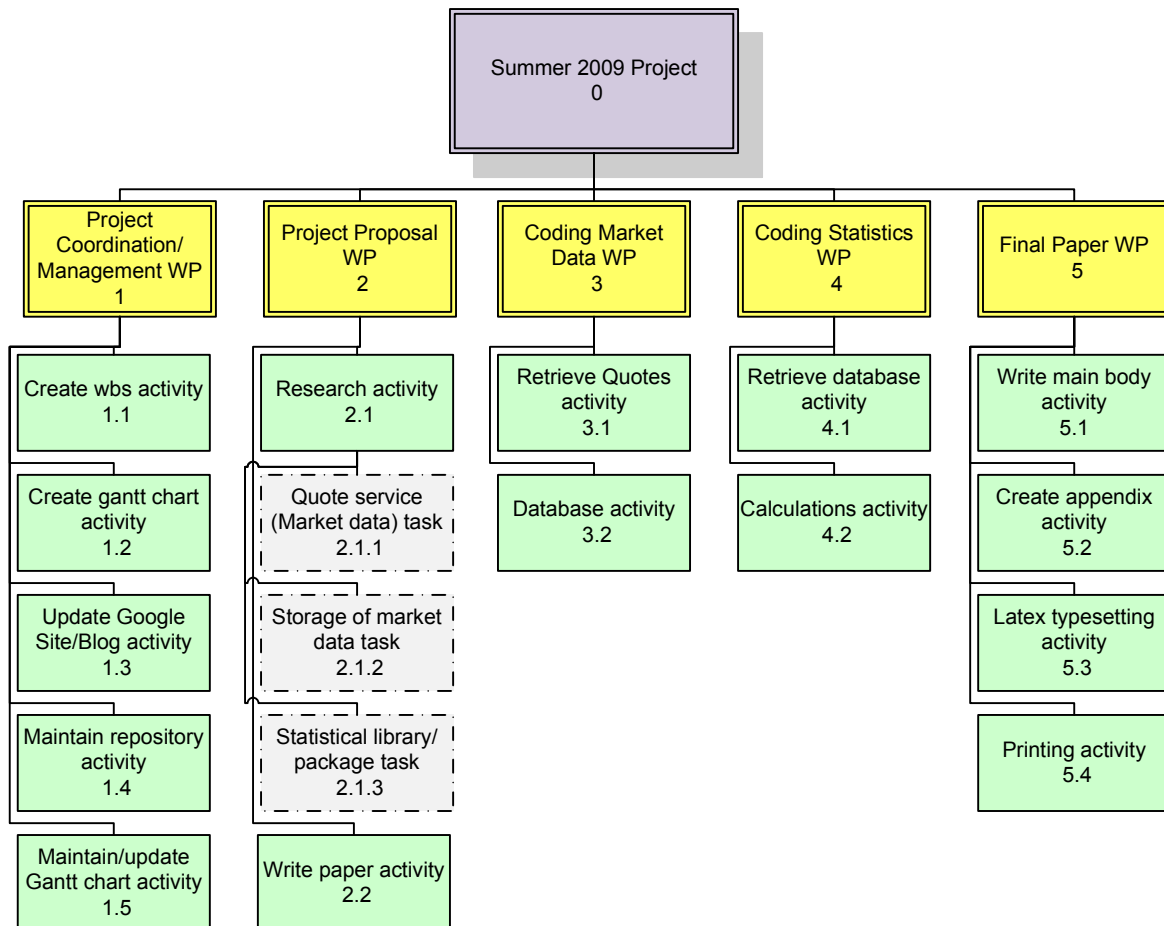 Summer 2009 Project
0
Project
Coordination/
Management WP
1
Project Proposal
WP
2
Coding Market
Data WP
3
Coding Statistics
WP
4
Final Paper WP
5
Create wbs activity
1.1
Create gantt chart
activity
1.2
Update Google
Site/Blog activity
1.3
Maintain repository
activity
1.4
Maintain/update
Gantt chart activity
1.5
Research activity
2.1
Quote service
(Market data) task
2.1.1
Storage of market
data task
2.1.2
Statistical library/
package task
2.1.3
Write paper activity
2.2
Retrieve Quotes
activity
3.1
Database activity
3.2
Retrieve database
activity
4.1
Calculations activity
4.2
Write main body
activity
5.1
Create appendix
activity
5.2
Latex typesetting
activity
5.3
Printing activity
5.4